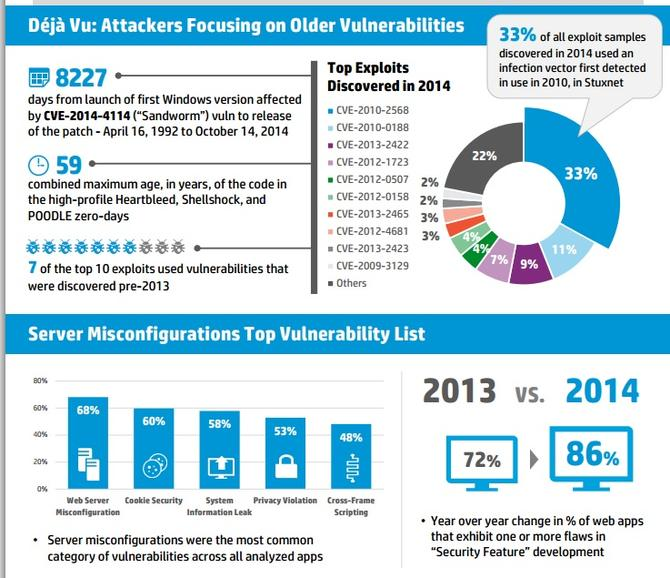 Déjà Vu: Attackers Focusing on Older Vulnerabilities
33% of all exploit samples
discovered in 2014 used an
infection vector first detected
in use in 2010, in Stuxnet
8227
days from launch of first Windows version affected
by CVE-2014-4114 (“Sandworm”) vuln to release
of the patch - April 16, 1992 to October 14, 2014
59
combined maximum age, in years, of the code in
the high-profile Heartbleed, Shellshock, and
POODLE zero-days
7 of the top 10 exploits used vulnerabilities that
were discovered pre-2013
Top Exploits
Discovered in 2014
CVE-2010-2568
CVE-2010-0188
CVE-2013-2422
CVE-2012-1723
CVE-2012-0507
CVE-2012-0158
CVE-2013-2465
CVE-2012-4681
CVE-2013-2423
CVE-2009-3129
Others
33%
11%
9%
7%
4%
4%
3%
3%
2%
2%
22%
Server Misconfigurations Top Vulnerability List
80%
60%
40%
20%
0%
68%
60%
58%
53%
48%
Web Server
Misconfiguration
Cookie Security
System
Information Leak
Privacy Violation
Cross-Frame
Scripting
• Server misconfigurations were the most common
category of vulnerabilities across all analyzed apps
2013 vs. 2014
72%
86%
• Year over year change in % of web apps
that exhibit one or more flaws in
“Security Feature” development